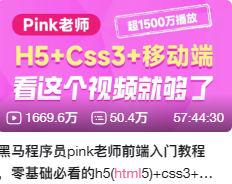 Pink老师
超1500万播放
H5+Css3+移动端
看这个视频就够了
1669.6万 50.4万 57:44:30
黑马程序员pink老师前端入门教程
，零基础必看的h5(html5)+css3+...